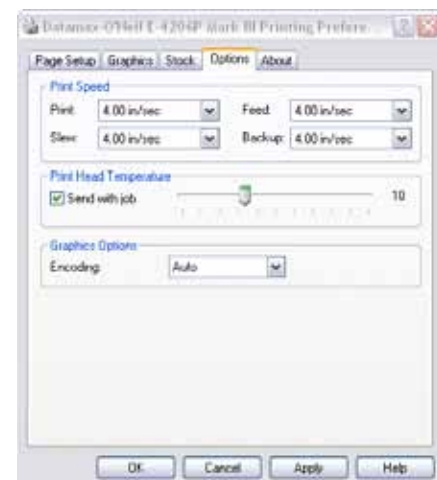 Datamax-O'Neil E-4206P Mark III Printing Prefere...
Page Setup Graphics Stock Options About
Print Speed
Print: 4.00 in/sec Feed: 4.00 in/sec
Slew: 4.00 in/sec Backup: 4.00 in/sec
Print Head Temperature
Send with job 10
Graphics Options
Encoding: Auto
OK Cancel Apply Help